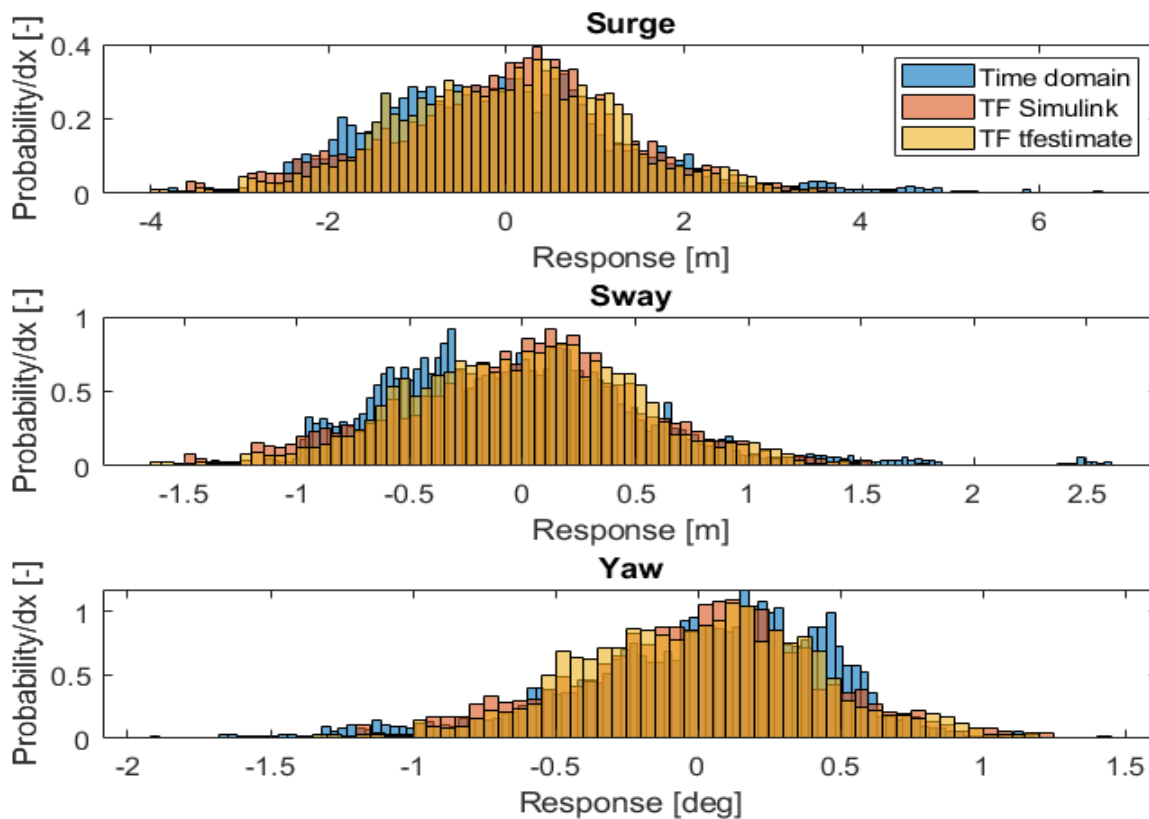 Surge
Probability/dx [-]
0.4
0.2
0
Time domain
TF Simulink
TF tfestimate
-4 -2 0 2 4 6
Response [m]
Sway
Probability/dx [-]
1
0.5
0
-1.5 -1 -0.5 0 0.5 1 1.5 2 2.5
Response [m]
Yaw
Probability/dx [-]
1
0.5
0
-2 -1.5 -1 -0.5 0 0.5 1 1.5
Response [deg]